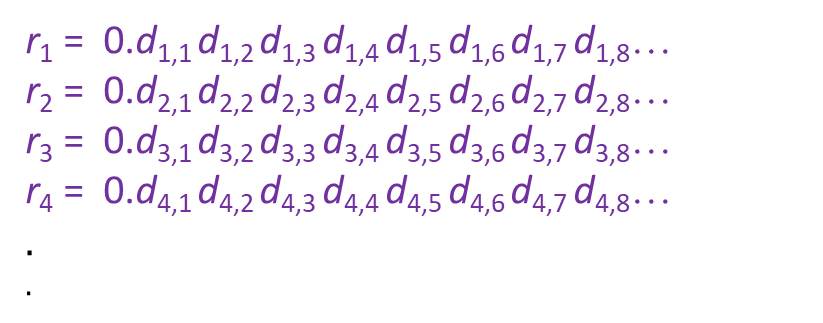 r₁ = 0.d₁,₁ d₁,₂ d₁,₃ d₁,₄ d₁,₅ d₁,₆ d₁,₇ d₁,₈…
r₂ = 0.d₂,₁ d₂,₂ d₂,₃ d₂,₄ d₂,₅ d₂,₆ d₂,₇ d₂,₈…
r₃ = 0.d₃,₁ d₃,₂ d₃,₃ d₃,₄ d₃,₅ d₃,₆ d₃,₇ d₃,₈…
r₄ = 0.d₄,₁ d₄,₂ d₄,₃ d₄,₄ d₄,₅ d₄,₆ d₄,₇ d₄,₈…
.
.